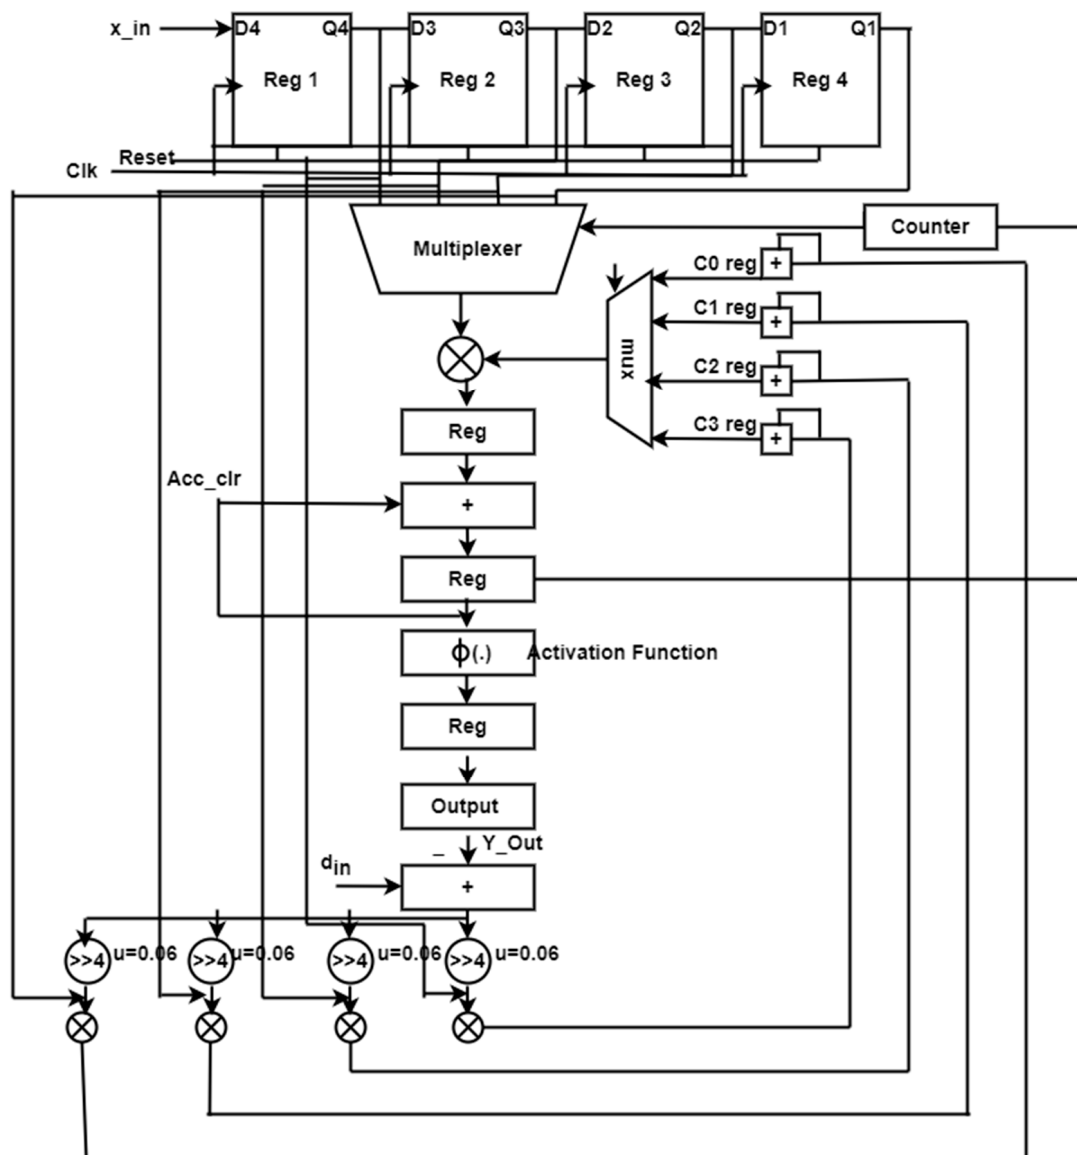 x_in
D4 Q4 D3 Q3 D2 Q2 D1 Q1
Reg 1 Reg 2 Reg 3 Reg 4
Reset
Clk
Multiplexer
Counter
C0 reg +
C1 reg +
mux
C2 reg +
C3 reg +
Reg
Acc_clr
+
Reg
ϕ(.) Activation Function
Reg
Output
_ Y_Out
din
+
>>4 u=0.06 >>4 u=0.06 >>4 u=0.06 >>4 u=0.06